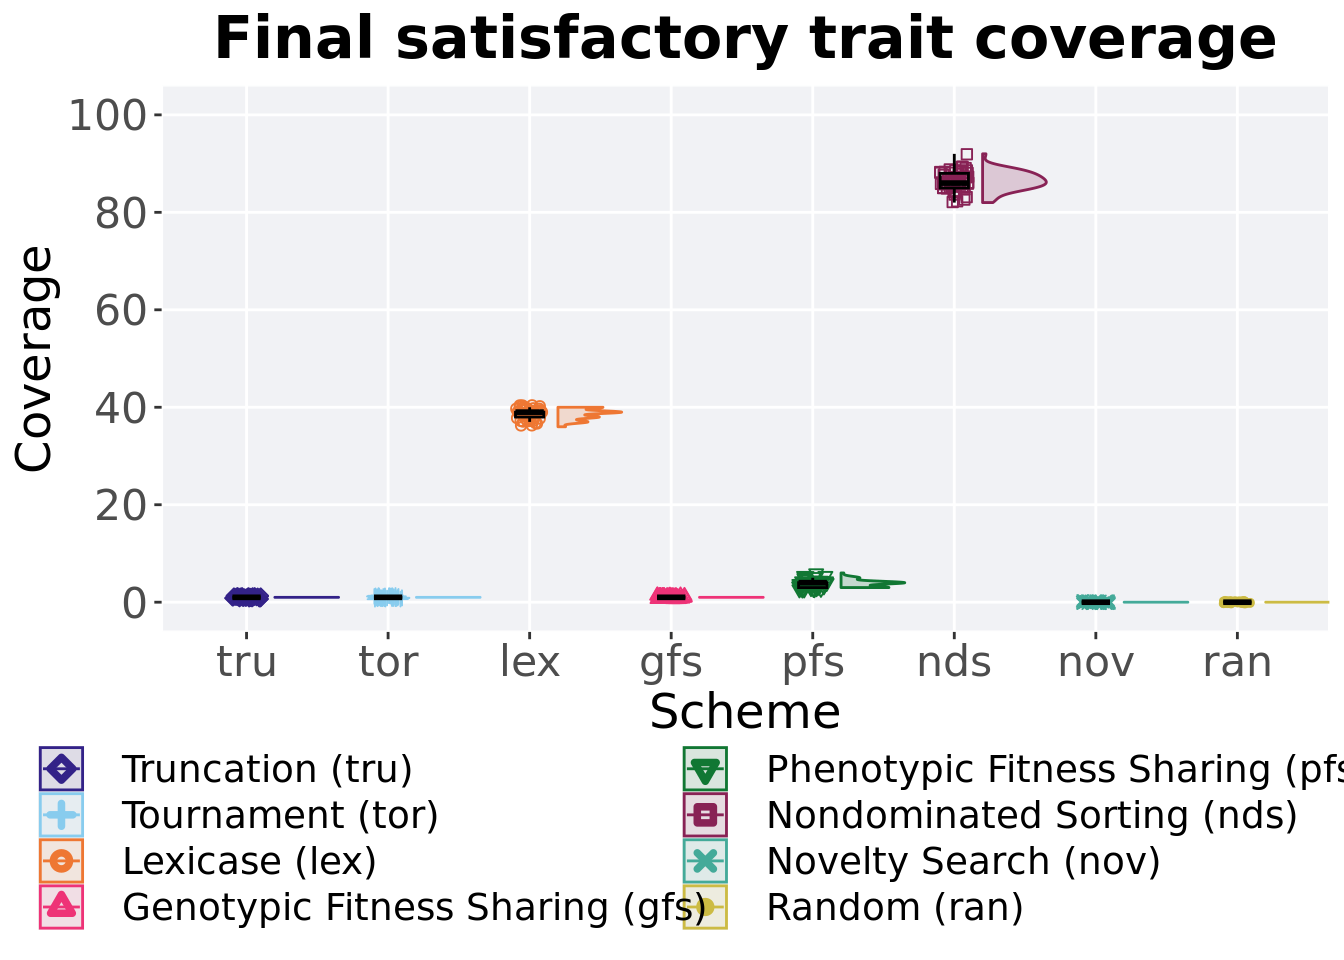 Final satisfactory trait coverage
100
80
60
40
20
0
Coverage
tru tor lex gfs pfs nds nov ran
Scheme
Truncation (tru)
Tournament (tor)
Lexicase (lex)
Genotypic Fitness Sharing (gfs)
Phenotypic Fitness Sharing (pfs
Nondominated Sorting (nds)
Novelty Search (nov)
Random (ran)